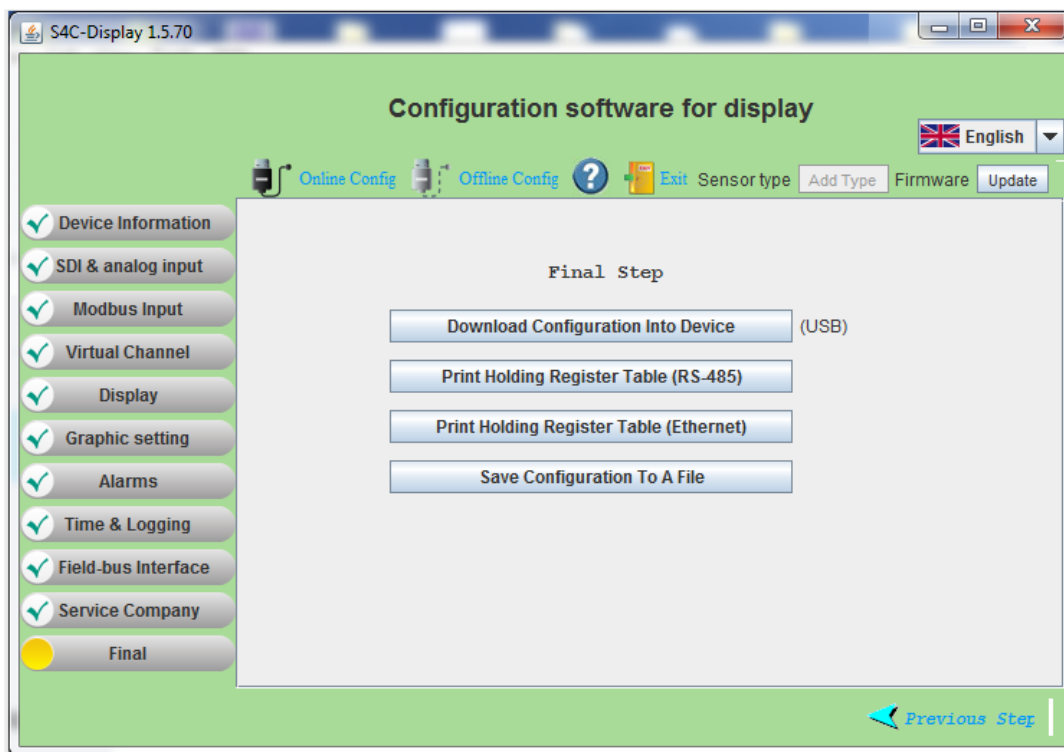 S4C-Display 1.5.70
Configuration software for display
English
Online Config Offline Config ? Exit Sensor type Add Type Firmware Update
Device Information
SDI & analog input
Modbus Input
Virtual Channel
Display
Graphic setting
Alarms
Time & Logging
Field-bus Interface
Service Company
Final
Final Step
Download Configuration Into Device (USB)
Print Holding Register Table (RS-485)
Print Holding Register Table (Ethernet)
Save Configuration To A File
Previous Step